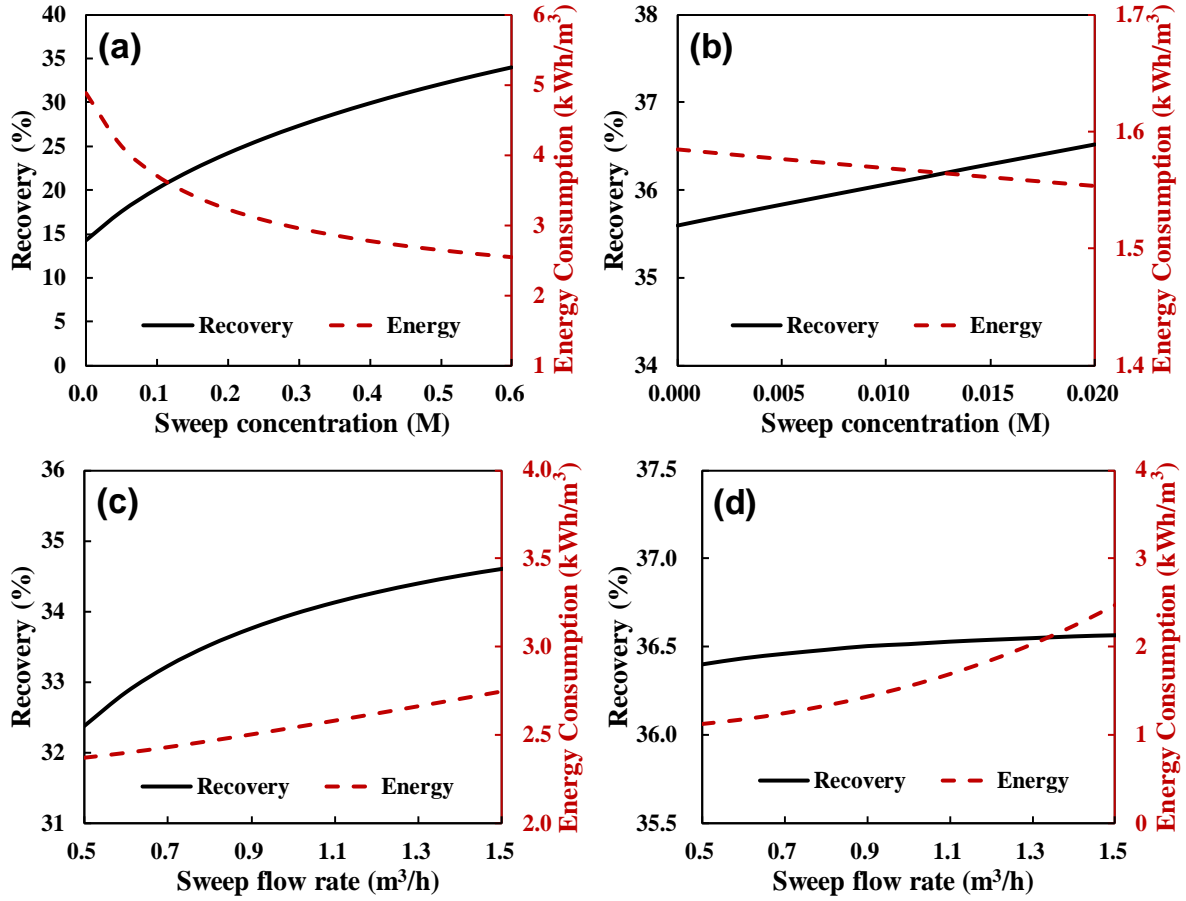 (a)
40
35
30
25
20
15
10
5
0
Recovery (%)
6
5
4
3
2
1
Energy Consumption (kWh/m³)
Recovery
Energy
0.0 0.1 0.2 0.3 0.4 0.5 0.6
Sweep concentration (M)
(b)
38
37
36
35
34
Recovery (%)
1.7
1.6
1.5
1.4
Energy Consumption (kWh/m³)
Recovery
Energy
0.000 0.005 0.010 0.015 0.020
Sweep concentration (M)
(c)
36
35
34
33
32
31
Recovery (%)
4.0
3.5
3.0
2.5
2.0
Energy Consumption (kWh/m³)
Recovery
Energy
0.5 0.7 0.9 1.1 1.3 1.5
Sweep flow rate (m³/h)
(d)
37.5
37.0
36.5
36.0
35.5
Recovery (%)
4
3
2
1
0
Energy Consumption (kWh/m³)
Recovery
Energy
0.5 0.7 0.9 1.1 1.3 1.5
Sweep flow rate (m³/h)